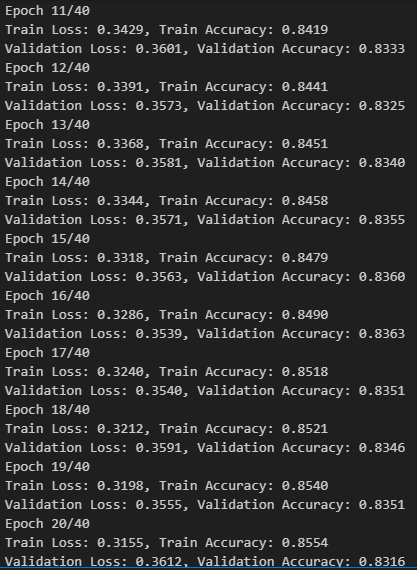 Epoch 11/40
Train Loss: 0.3429, Train Accuracy: 0.8419
Validation Loss: 0.3601, Validation Accuracy: 0.8333
Epoch 12/40
Train Loss: 0.3391, Train Accuracy: 0.8441
Validation Loss: 0.3573, Validation Accuracy: 0.8325
Epoch 13/40
Train Loss: 0.3368, Train Accuracy: 0.8451
Validation Loss: 0.3581, Validation Accuracy: 0.8340
Epoch 14/40
Train Loss: 0.3344, Train Accuracy: 0.8458
Validation Loss: 0.3571, Validation Accuracy: 0.8355
Epoch 15/40
Train Loss: 0.3318, Train Accuracy: 0.8479
Validation Loss: 0.3563, Validation Accuracy: 0.8360
Epoch 16/40
Train Loss: 0.3286, Train Accuracy: 0.8490
Validation Loss: 0.3539, Validation Accuracy: 0.8363
Epoch 17/40
Train Loss: 0.3240, Train Accuracy: 0.8518
Validation Loss: 0.3540, Validation Accuracy: 0.8351
Epoch 18/40
Train Loss: 0.3212, Train Accuracy: 0.8521
Validation Loss: 0.3591, Validation Accuracy: 0.8346
Epoch 19/40
Train Loss: 0.3198, Train Accuracy: 0.8540
Validation Loss: 0.3555, Validation Accuracy: 0.8351
Epoch 20/40
Train Loss: 0.3155, Train Accuracy: 0.8554
Validation Loss: 0.3612, Validation Accuracy: 0.8316